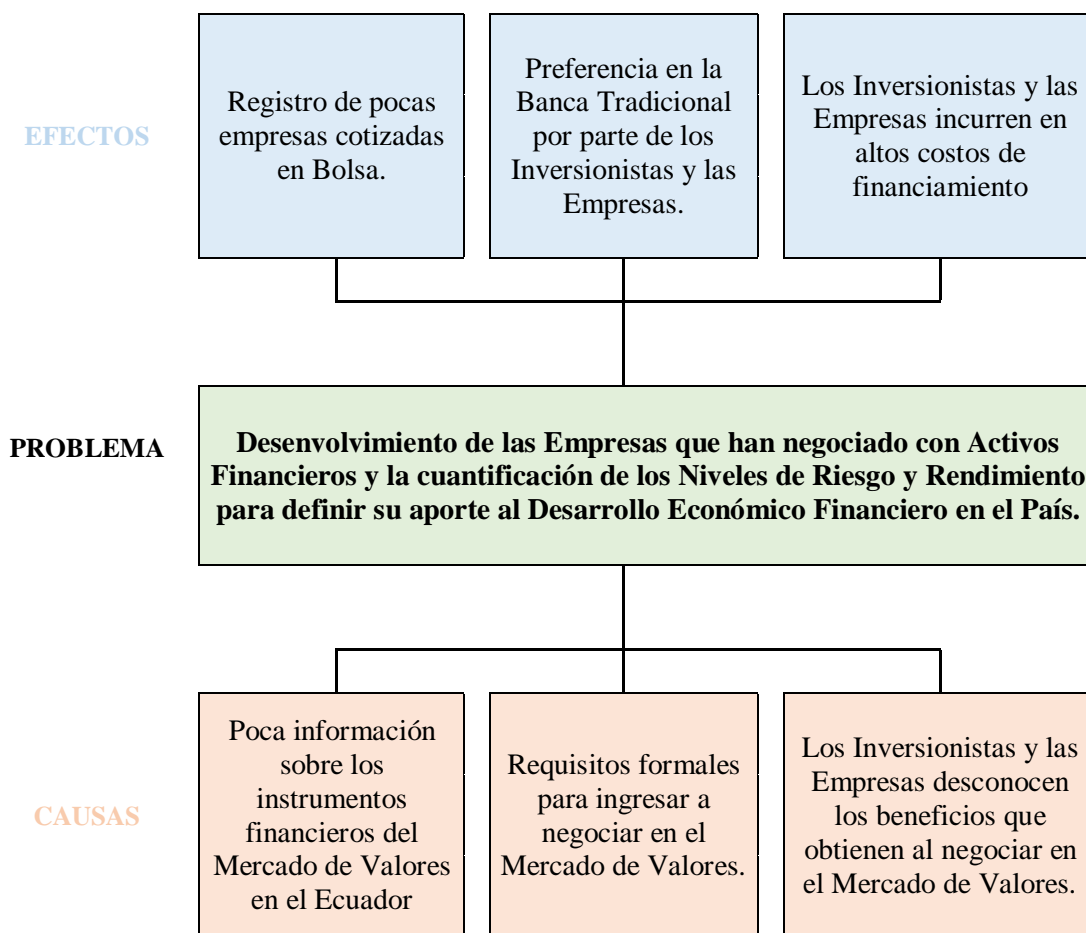 EFECTOS
Registro de pocas
empresas cotizadas
en Bolsa.
Preferencia en la
Banca Tradicional
por parte de los
Inversionistas y las
Empresas.
Los Inversionistas y las
Empresas incurren en
altos costos de
financiamiento
PROBLEMA
Desenvolvimiento de las Empresas que han negociado con Activos
Financieros y la cuantificación de los Niveles de Riesgo y Rendimiento
para definir su aporte al Desarrollo Económico Financiero en el País.
CAUSAS
Poca información
sobre los
instrumentos
financieros del
Mercado de Valores
en el Ecuador
Requisitos formales
para ingresar a
negociar en el
Mercado de Valores.
Los Inversionistas y las
Empresas desconocen
los beneficios que
obtienen al negociar en
el Mercado de Valores.